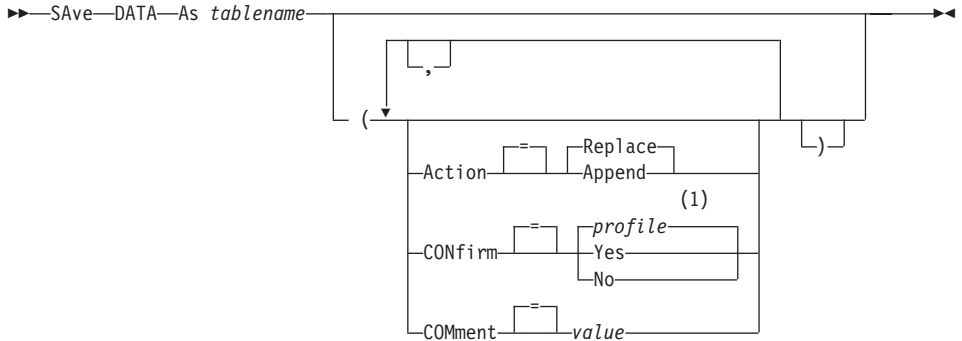 SAve DATA As tablename
,
(
)
= Replace
Action Append
(1)
= profile
CONfirm Yes
No
=
COMment value